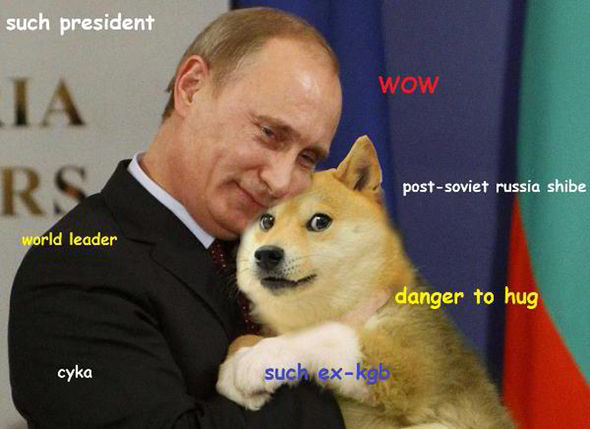 such president
WOW
IA
RS
post-soviet russia shibe
world leader
danger to hug
cyka
such ex-kgb